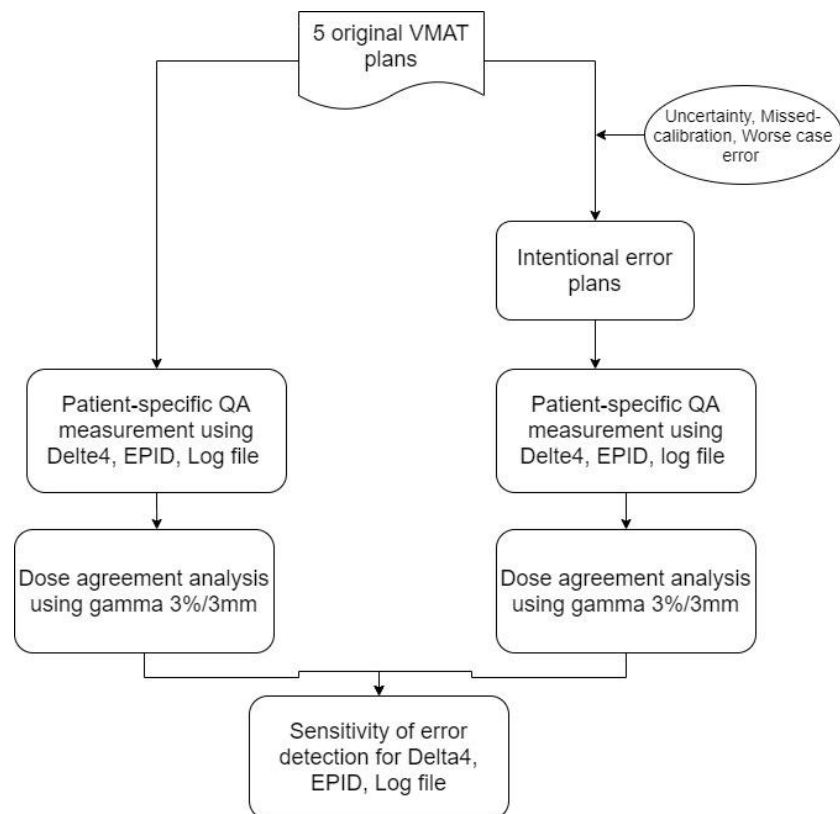 5 original VMAT
plans
Uncertainty, Missed-
calibration, Worse case
error
Intentional error
plans
Patient-specific QA
measurement using
Delte4, EPID, Log file
Patient-specific QA
measurement using
Delte4, EPID, log file
Dose agreement analysis
using gamma 3%/3mm
Dose agreement analysis
using gamma 3%/3mm
Sensitivity of error
detection for Delta4,
EPID, Log file